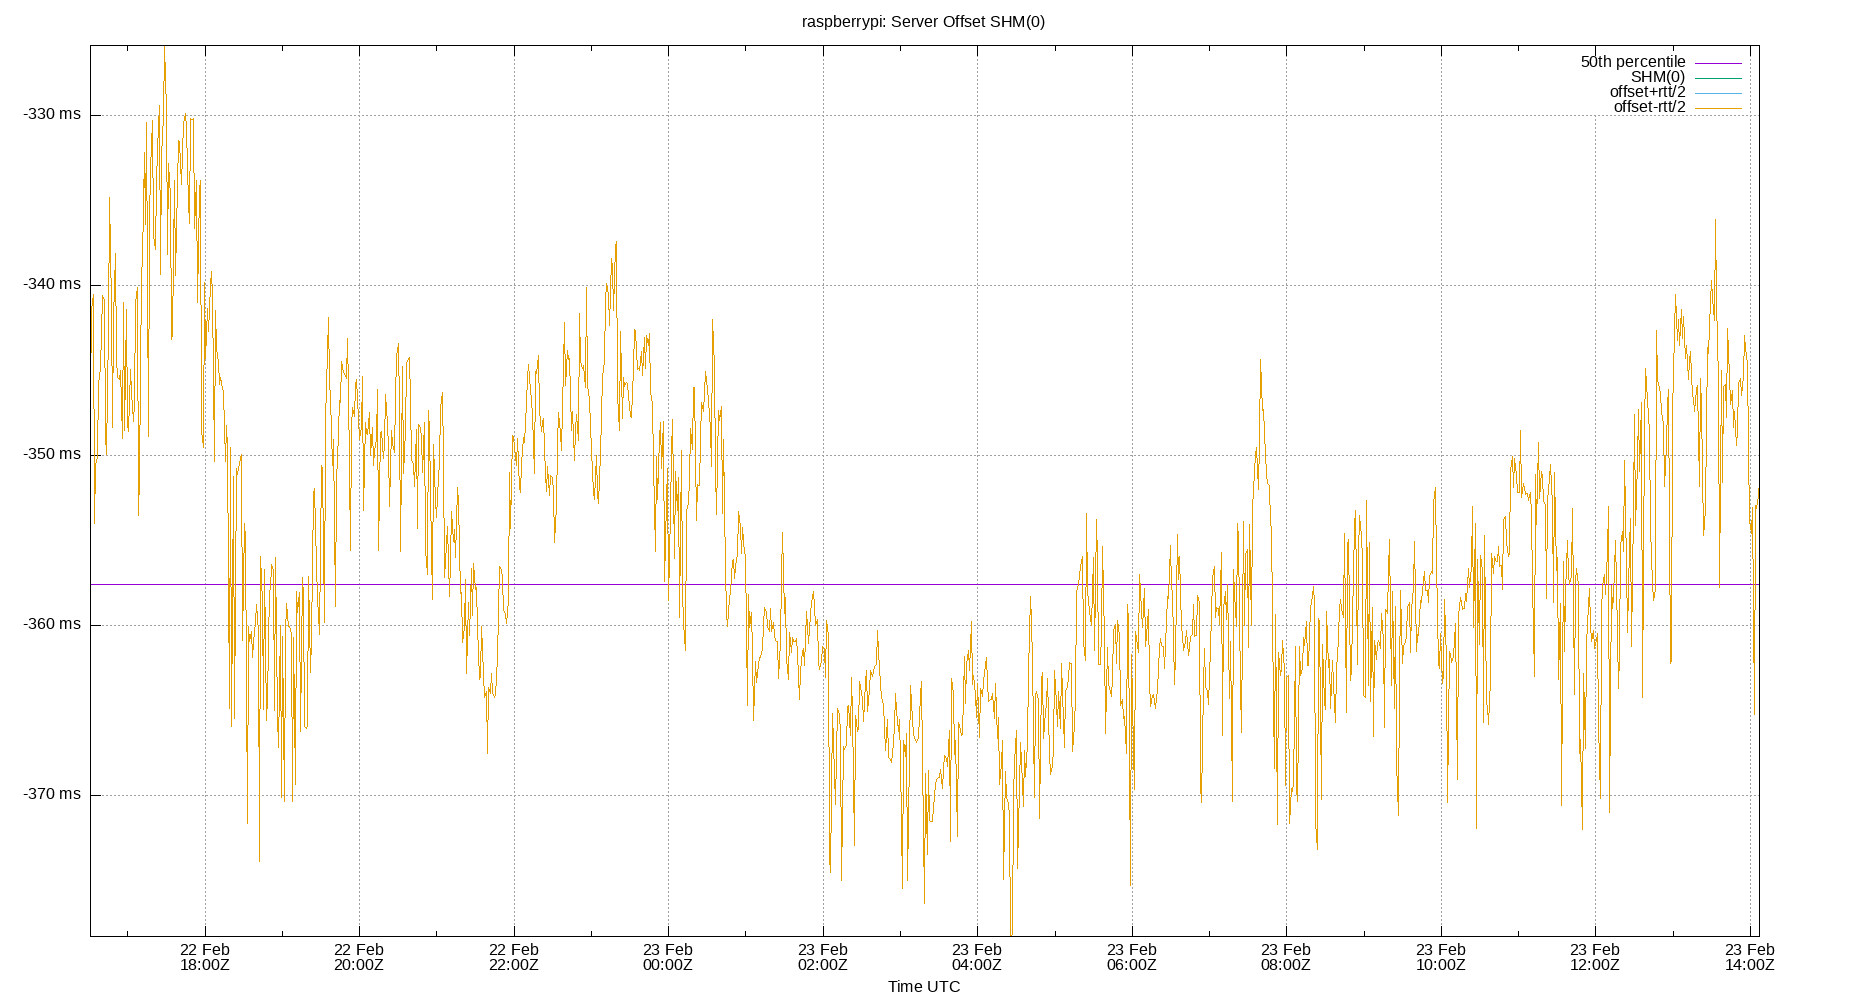 raspberrypi: Server Offset SHM(0)
50th percentile
SHM(0)
offset+rtt/2
offset-rtt/2
-330 ms
-340 ms
-350 ms
-360 ms
-370 ms
22 Feb 22 Feb 22 Feb 23 Feb 23 Feb 23 Feb 23 Feb 23 Feb 23 Feb 23 Feb 23 Feb
18:00Z 20:00Z 22:00Z 00:00Z 02:00Z 04:00Z 06:00Z 08:00Z 10:00Z 12:00Z 14:00Z
Time UTC